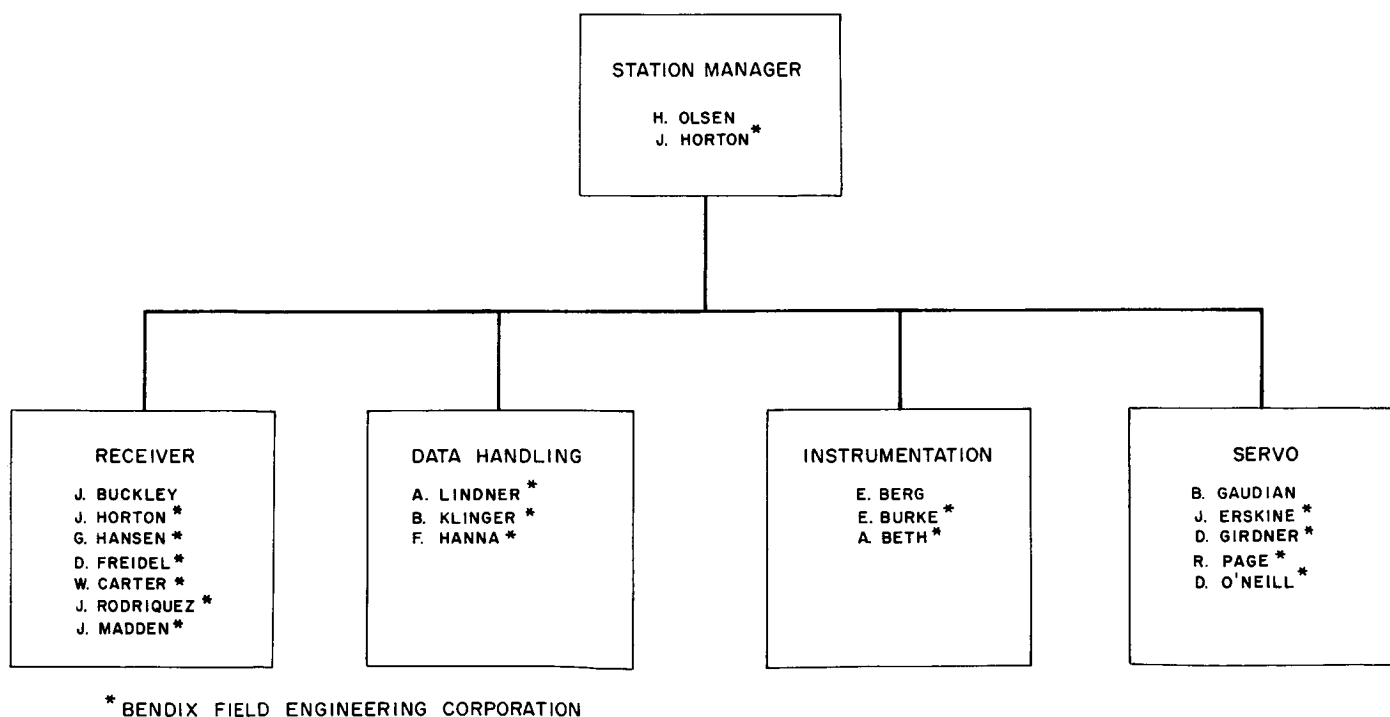 STATION MANAGER
H. OLSEN
J. HORTON*
RECEIVER
J. BUCKLEY
J. HORTON*
G. HANSEN*
D. FREIDEL*
W. CARTER*
J. RODRIQUEZ*
J. MADDEN*
DATA HANDLING
A. LINDNER*
B. KLINGER*
F. HANNA*
INSTRUMENTATION
E. BERG
E. BURKE*
A. BETH*
SERVO
B. GAUDIAN
J. ERSKINE*
D. GIRDNER*
R. PAGE*
D. O'NEILL*
* BENDIX FIELD ENGINEERING CORPORATION